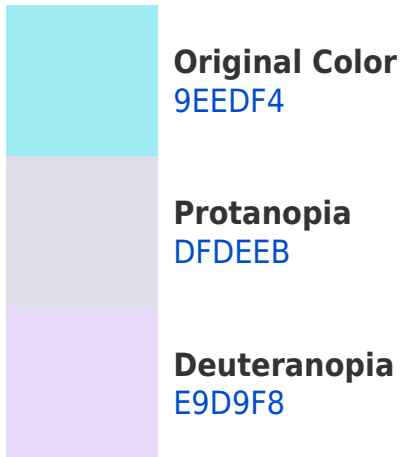 Original Color
9EEDF4
Protanopia
DFDEEB
Deuteranopia
E9D9F8